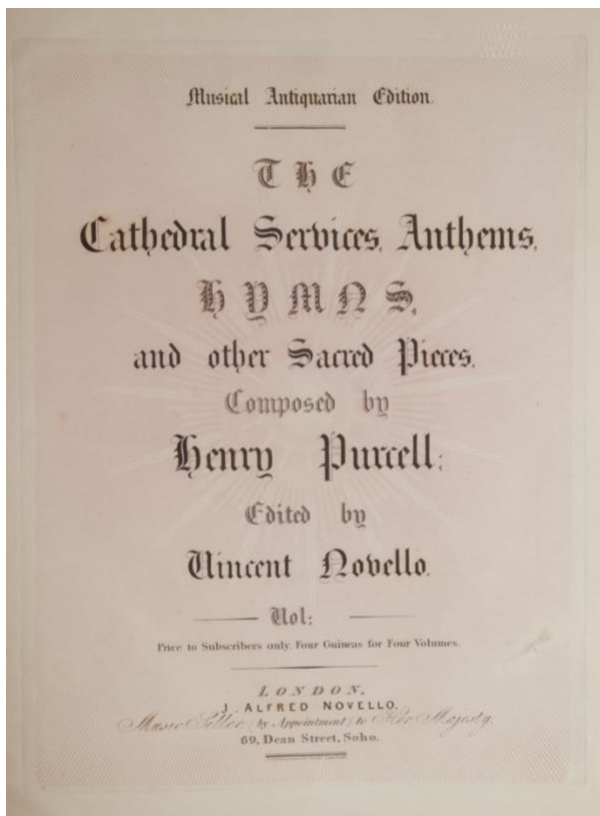 Musical Antiquarian Edition.
THE
Cathedral Services, Anthems,
HYMNS,
and other Sacred Pieces.
Composed by
Henry Purcell;
Edited by
Vincent Novello.
Vol:
Price to Subscribers only, Four Guineas for Four Volumes.
LONDON,
J. ALFRED NOVELLO,
Music Seller (by Appointment) to Her Majesty,
69, Dean Street, Soho.